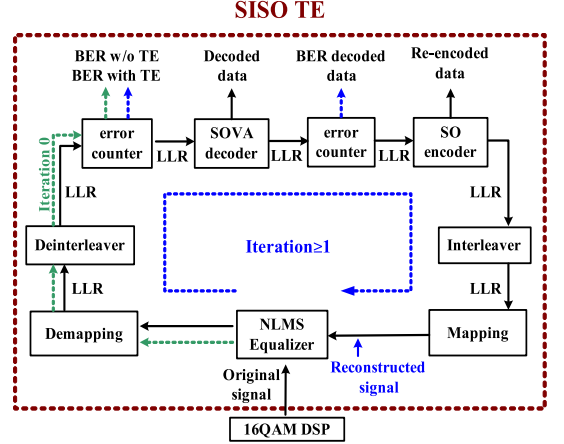 SISO TE
BER w/o TE
BER with TE
Decoded
data
BER decoded
data
Re-encoded
data
error
counter
LLR
SOVA
decoder
LLR
error
counter
LLR
SO
encoder
Iteration 0
LLR
LLR
Deinterleaver
Iteration≥1
Interleaver
LLR
LLR
Demapping
NLMS
Equalizer
Mapping
Original
signal
Reconstructed
signal
16QAM DSP